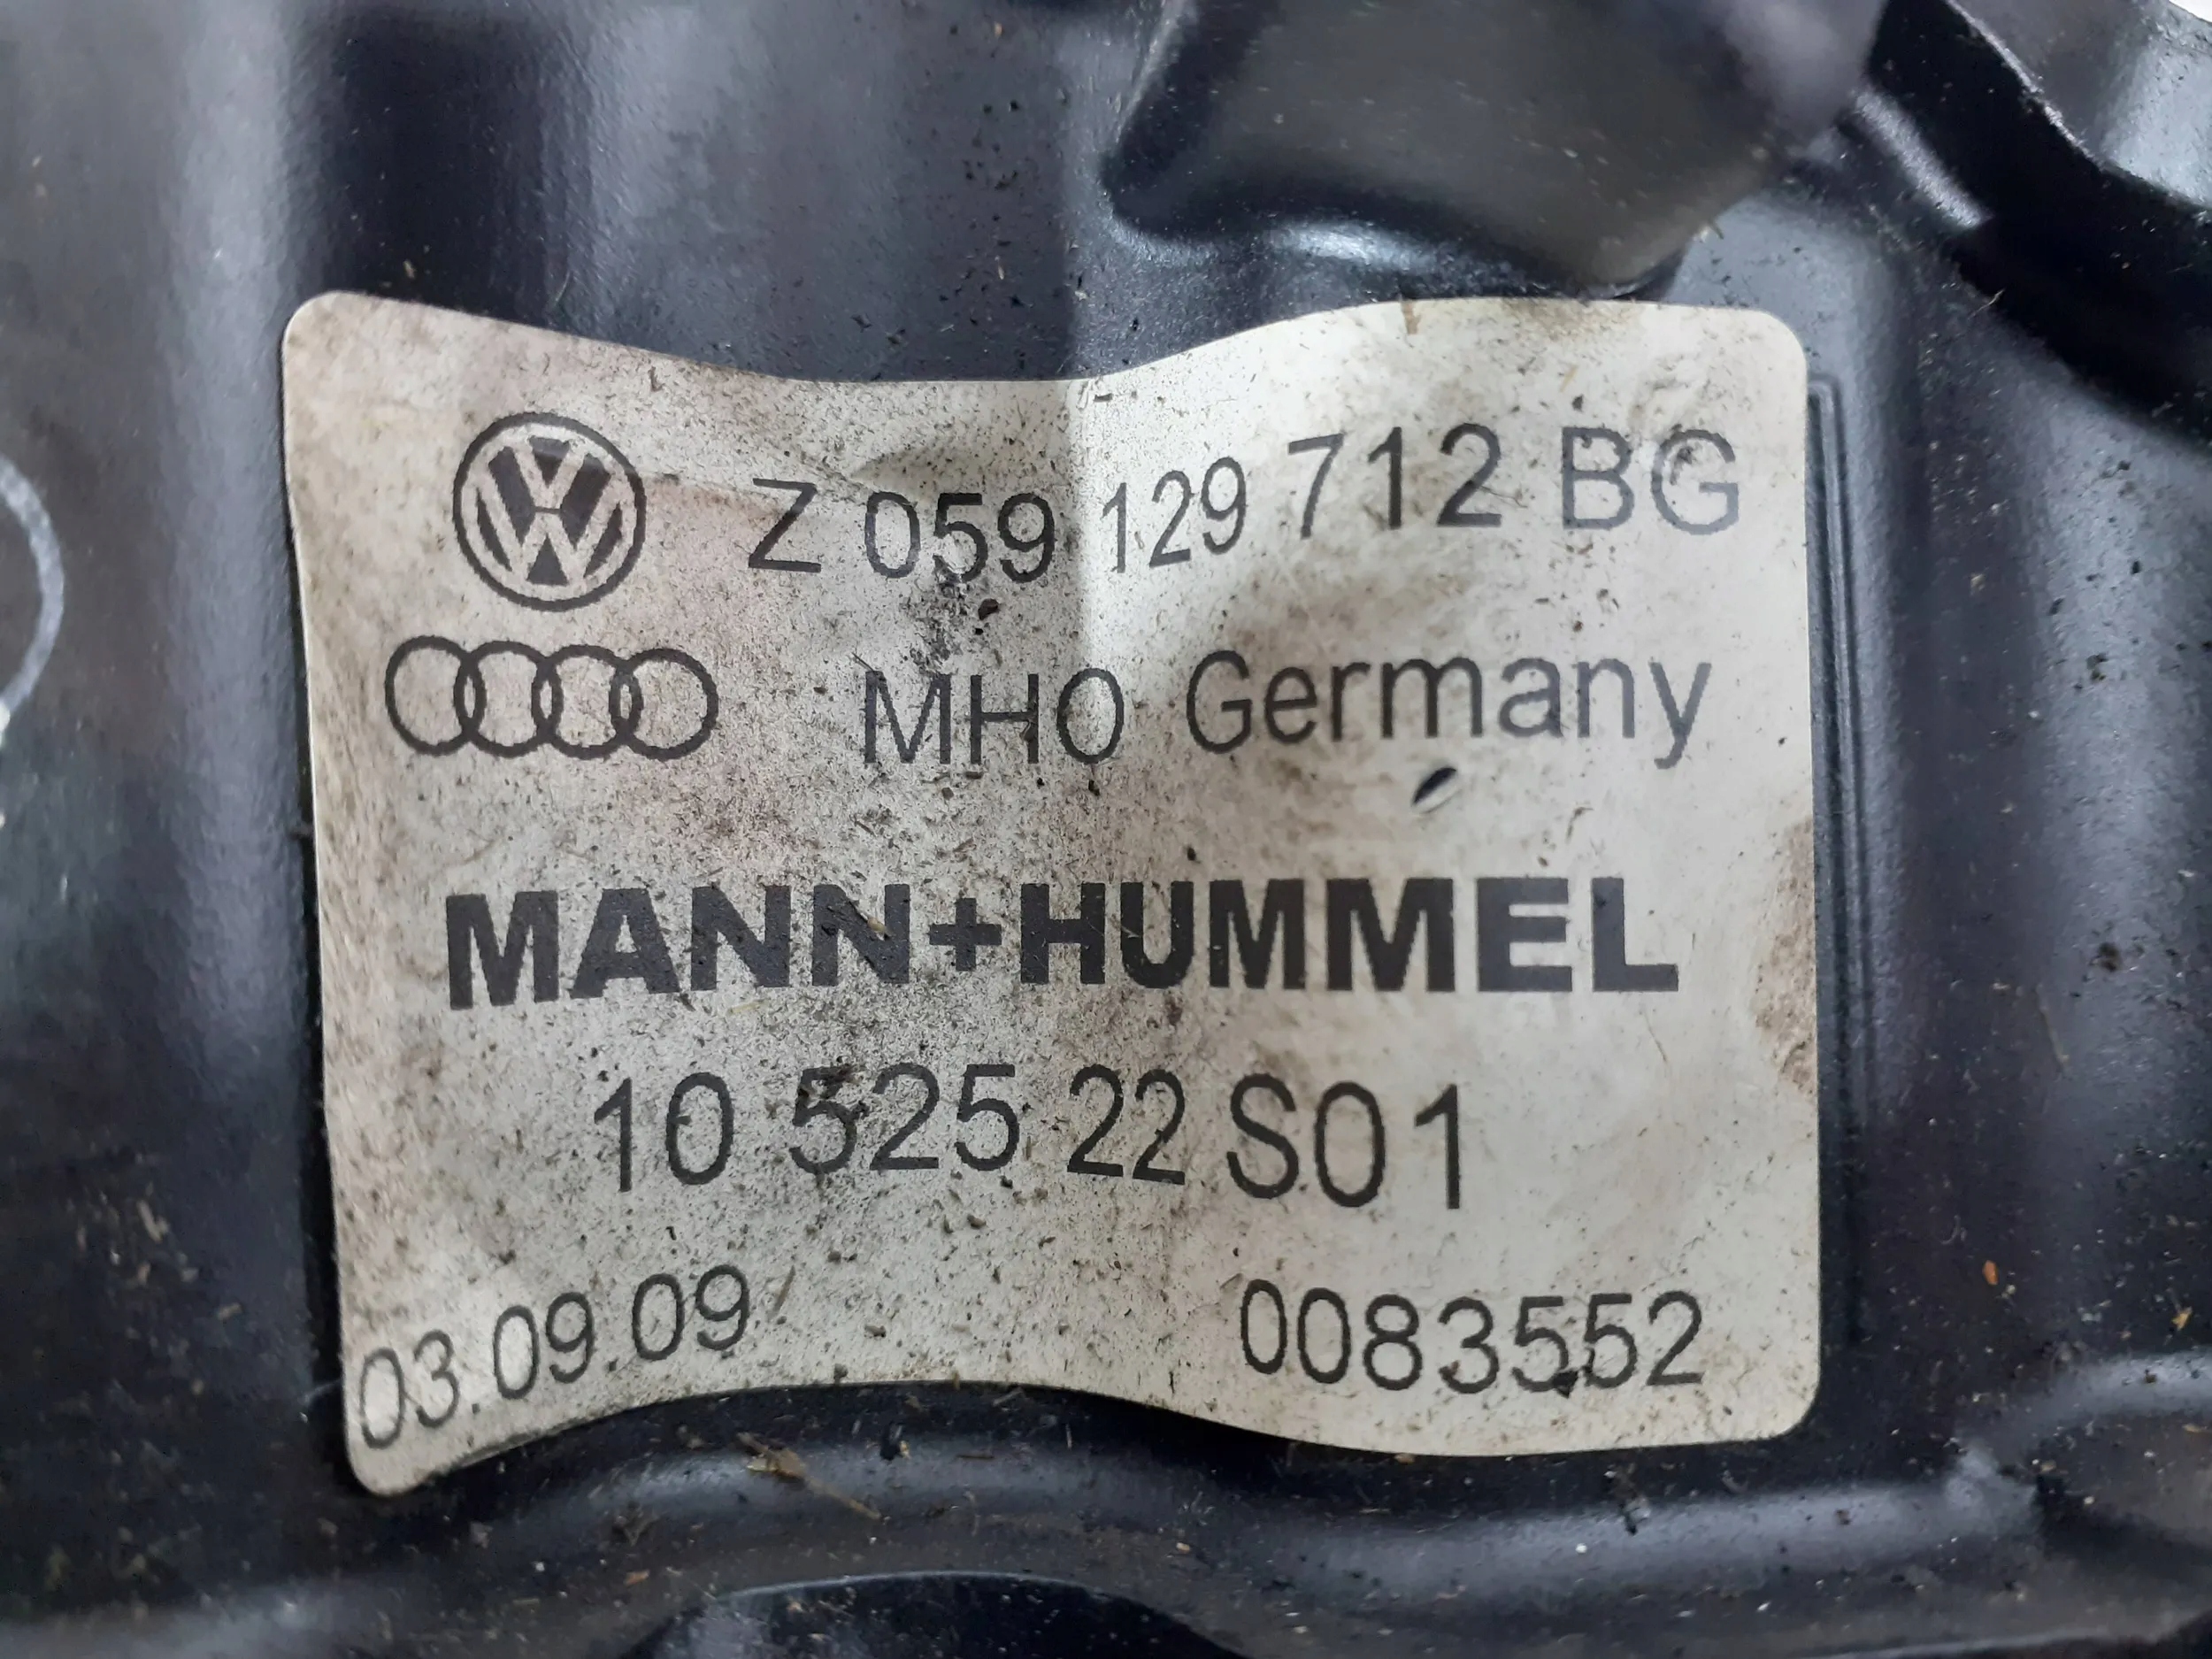 Z 059 129 712 BG
MHO Germany
MANN+HUMMEL
10 525 22 S01
03.09.09 0083552